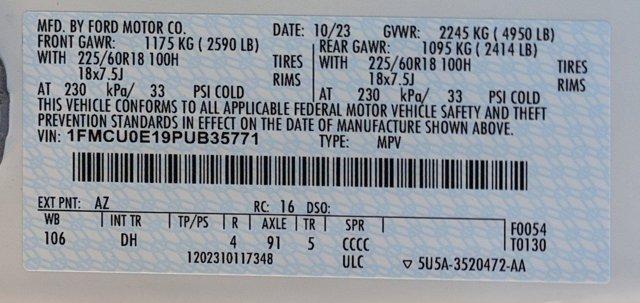 MFD. BY FORD MOTOR CO. DATE: 10/23 GVWR: 2245 KG ( 4950 LB)
FRONT GAWR: 1175 KG ( 2590 LB) REAR GAWR: 1095 KG ( 2414 LB)
WITH 225/60R18 100H TIRES WITH 225/60R18 100H TIRES
18x7.5J RIMS 18x7.5J RIMS
AT 230 kPa/ 33 PSI COLD AT 230 kPa/ 33 PSI COLD
THIS VEHICLE CONFORMS TO ALL APPLICABLE FEDERAL MOTOR VEHICLE SAFETY AND THEFT
PREVENTION STANDARDS IN EFFECT ON THE DATE OF MANUFACTURE SHOWN ABOVE.
VIN: 1FMCU0E19PUB35771 TYPE: MPV
EXT PNT: AZ RC: 16 DSO:
WB INT TR TP/PS R AXLE TR SPR F0054
106 DH 4 91 5 CCCC T0130
1202310117348 ULC ▽ 5U5A-3520472-AA